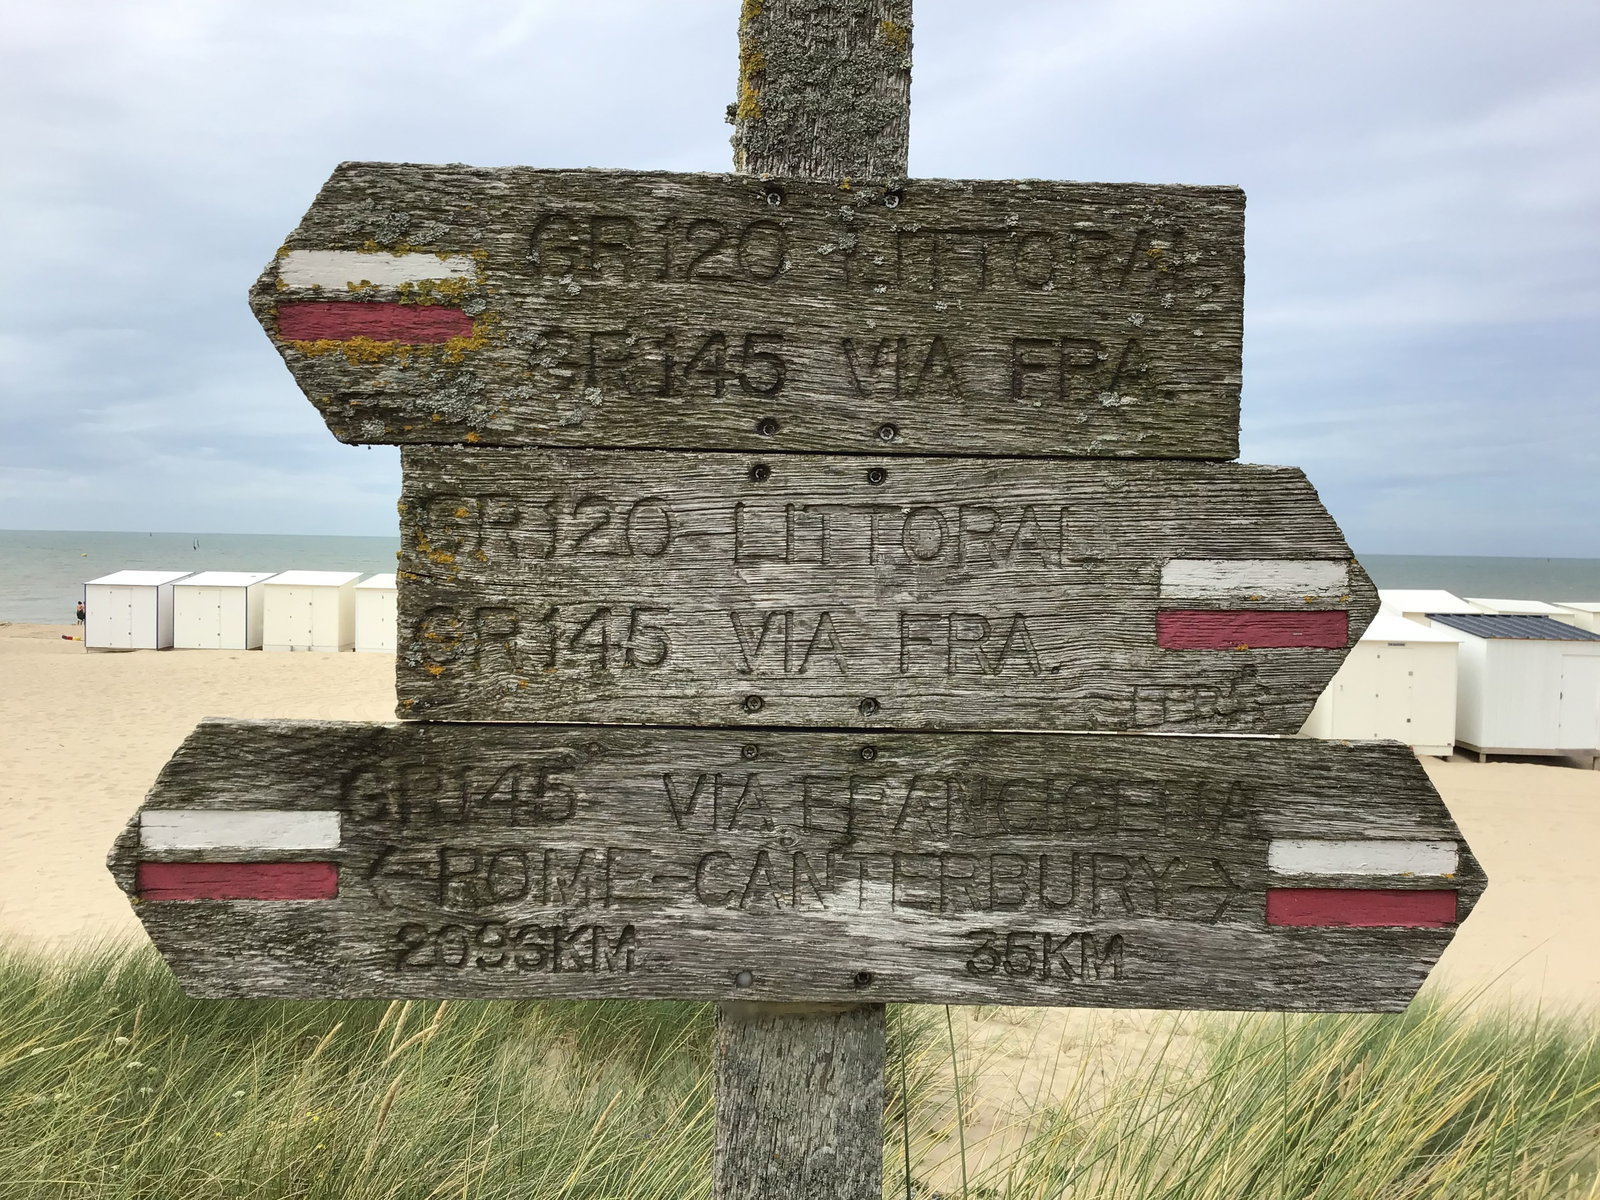 GR120 LITTORAL
GR145 VIA FRA
GR120 LITTORAL
GR145 VIA FRA.
GR145 VIA FRANCIGENA
<-ROME-CANTERBURY->
2093KM 35KM